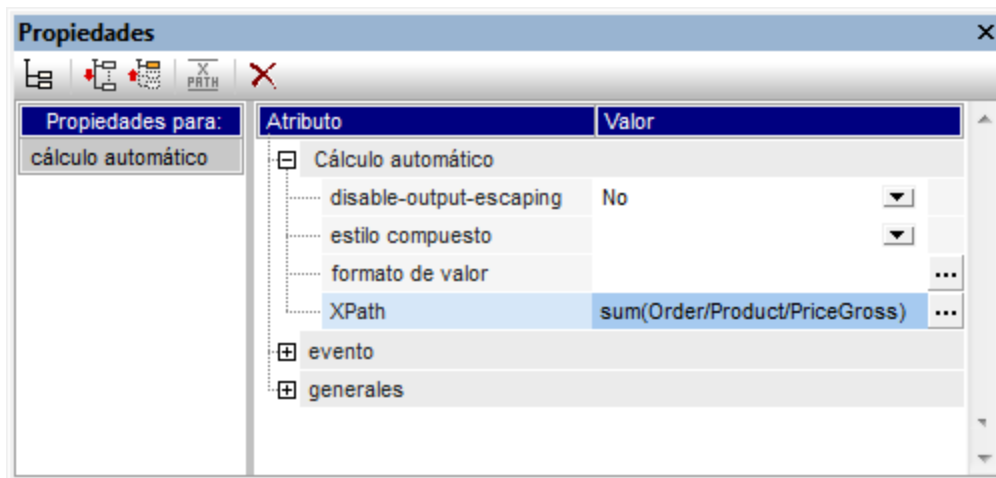 Propiedades
X
PATH
Propiedades para:
Atributo
Valor
cálculo automático
Cálculo automático
disable-output-escaping
No
estilo compuesto
formato de valor
...
XPath
sum(Order/Product/PriceGross)
...
evento
generales